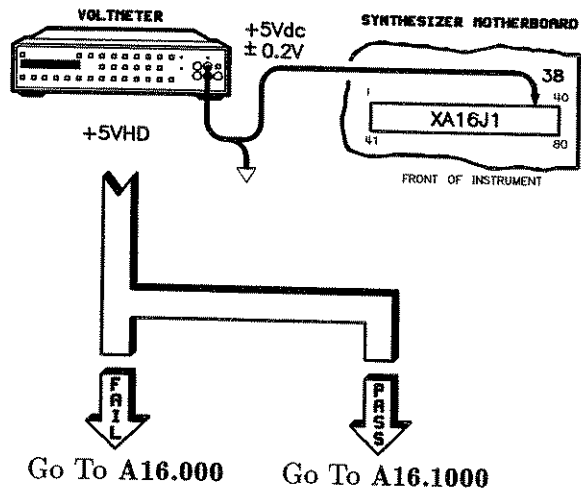 VOLTMETER
+5Vdc
± 0.2V
SYNTHESIZER MOTHERBOARD
38
1
40
XA16J1
41
80
+5VHD
FRONT OF INSTRUMENT
FAIL
PASS
Go To A16.000
Go To A16.1000